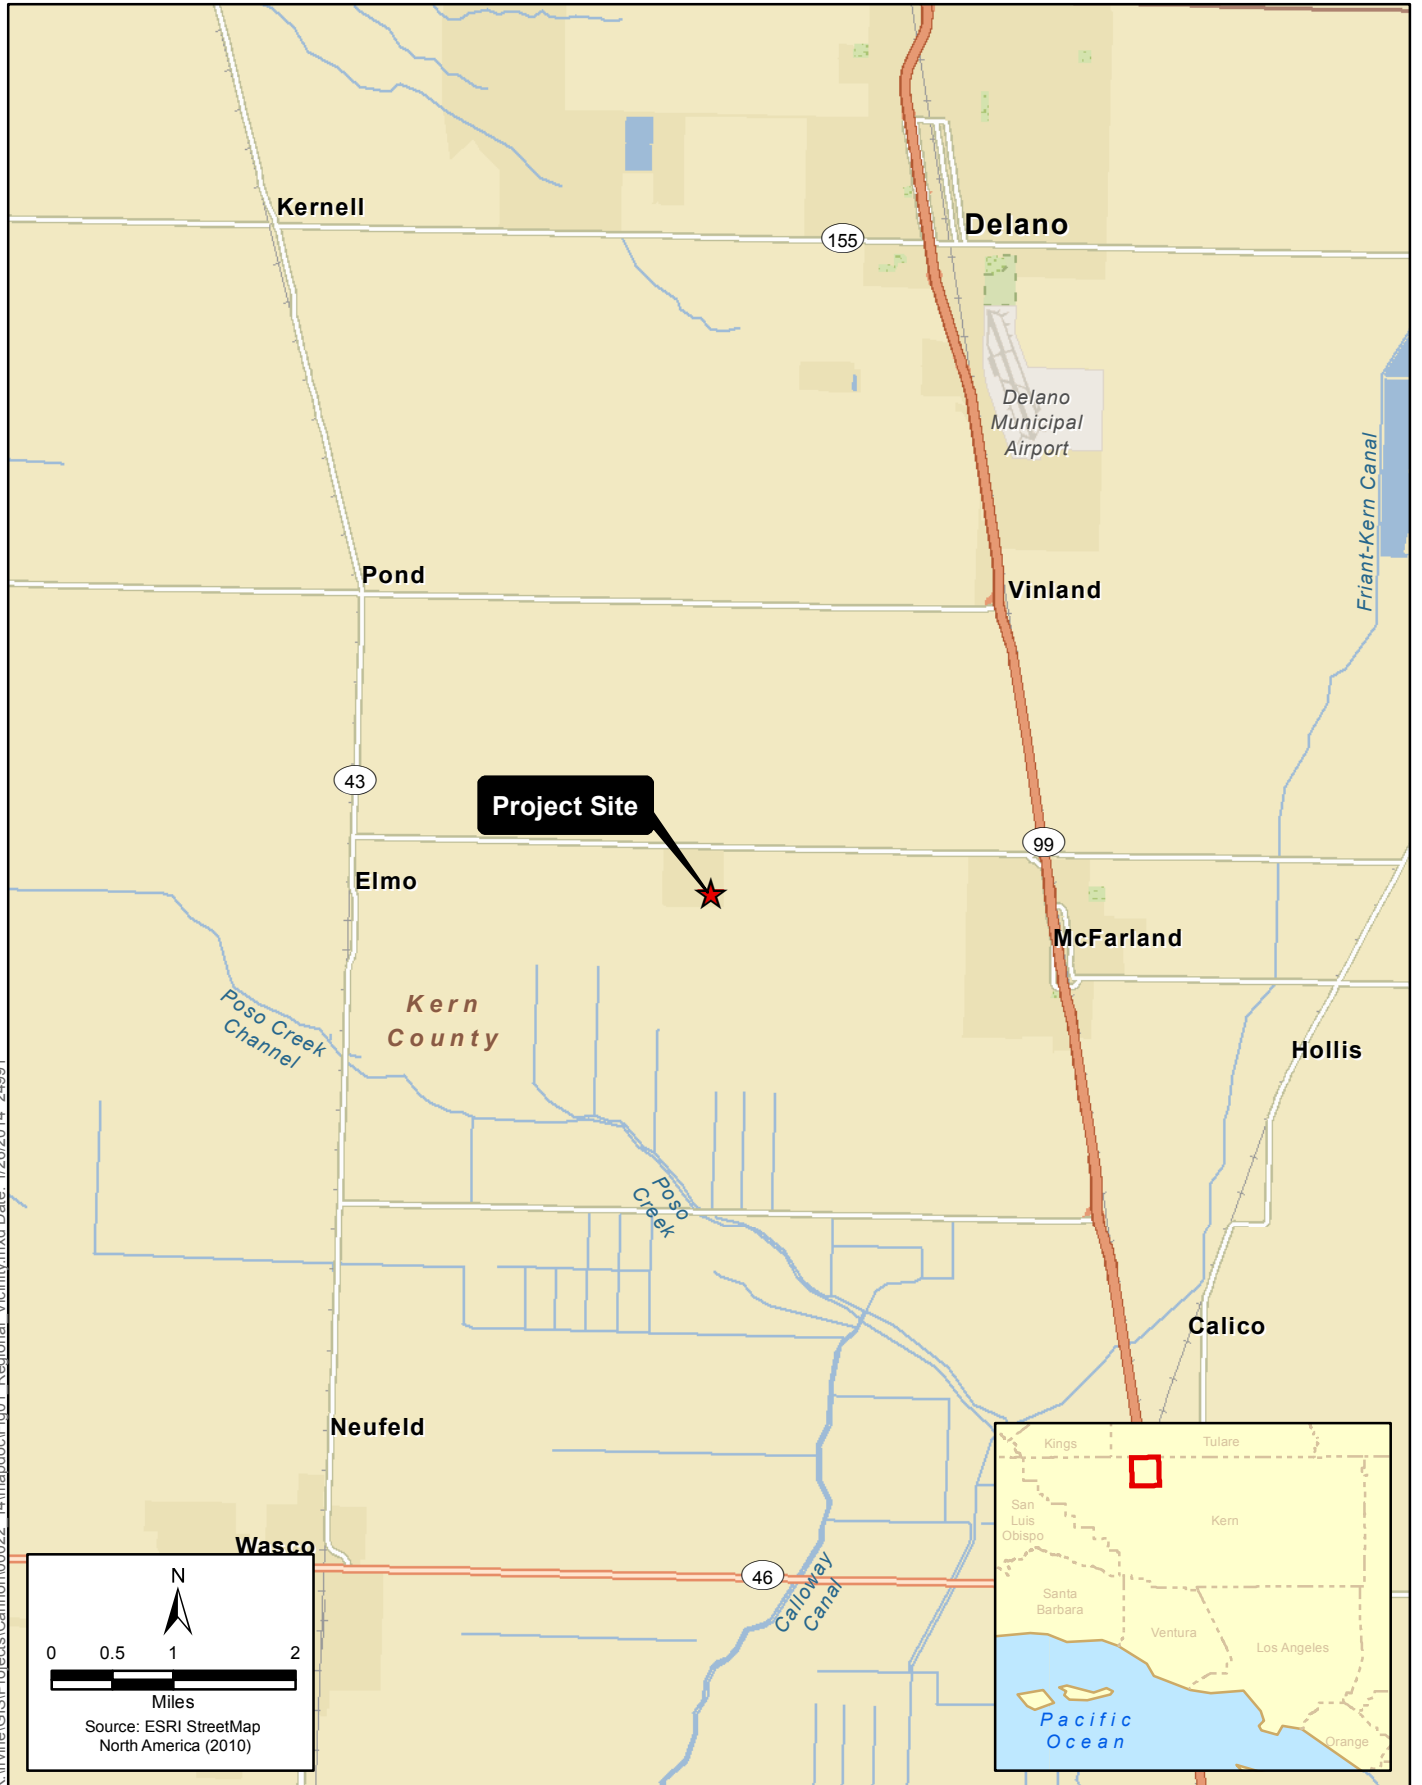 Kernell
155
Delano
Delano
Municipal
Airport
Friant-Kern Canal
Pond
Vinland
43
Project Site
99
Elmo
McFarland
Kern
County
Poso Creek
Channel
Hollis
Poso
Creek
Calico
Neufeld
Wasco
46
Calloway
Canal
N
0 0.5 1 2
Miles
Source: ESRI StreetMap
North America (2010)
Kings
Tulare
San
Luis
Obispo
Kern
Santa
Barbara
Ventura
Los Angeles
Orange
Pacific
Ocean